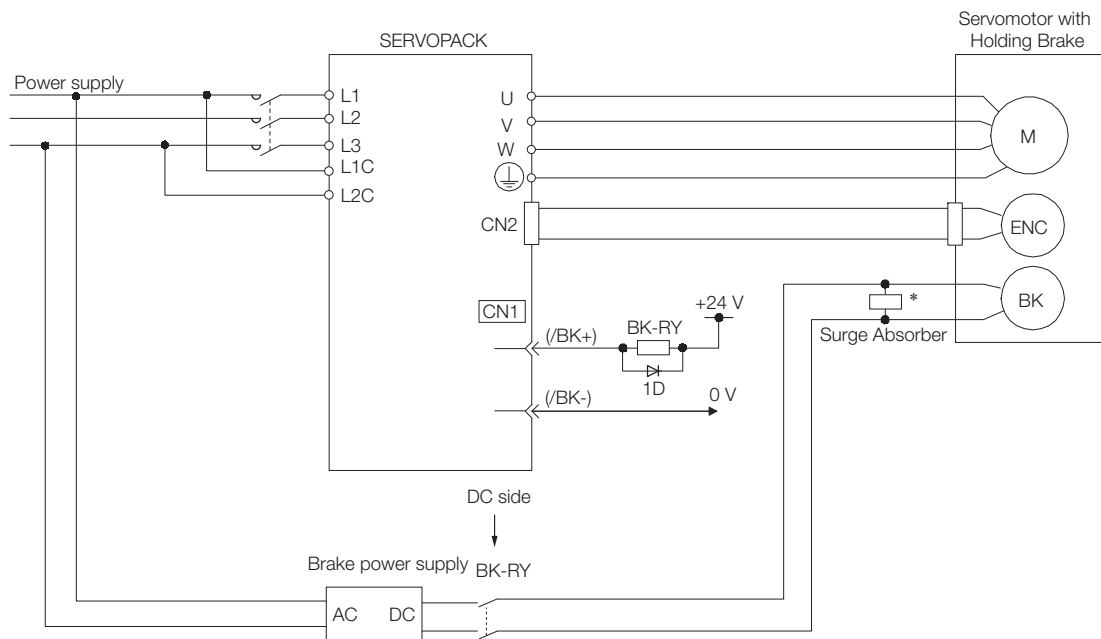 Servomotor with
Holding Brake
SERVOPACK
Power supply
L1
L2
L3
L1C
L2C
U
V
W
M
CN2
ENC
CN1
+24 V
BK
*
(/BK+)
BK-RY
Surge Absorber
1D
(/BK-)
0 V
DC side
Brake power supply
BK-RY
AC
DC